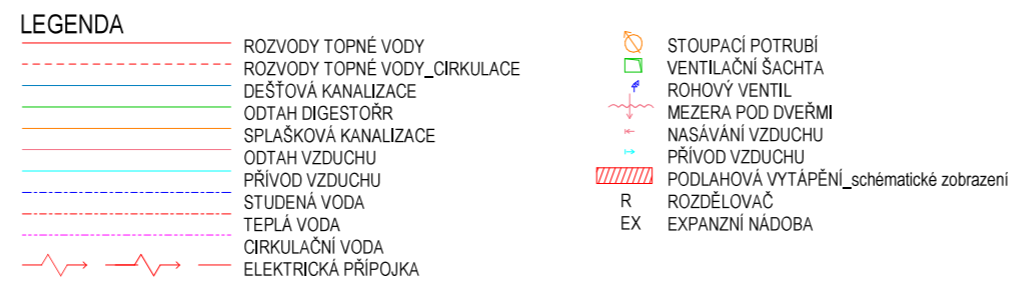 LEGENDA
ROZVODY TOPNÉ VODY
ROZVODY TOPNÉ VODY_CIRKULACE
DEŠŤOVÁ KANALIZACE
ODTAH DIGESTOŘR
SPLAŠKOVÁ KANALIZACE
ODTAH VZDUCHU
PŘÍVOD VZDUCHU
STUDENÁ VODA
TEPLÁ VODA
CIRKULAČNÍ VODA
ELEKTRICKÁ PŘÍPOJKA
STOUPACÍ POTRUBÍ
VENTILAČNÍ ŠACHTA
ROHOVÝ VENTIL
MEZERA POD DVEŘMI
NASÁVÁNÍ VZDUCHU
PŘÍVOD VZDUCHU
PODLAHOVÁ VYTÁPĚNÍ_schématické zobrazení
R ROZDĚLOVAČ
EX EXPANZNÍ NÁDOBA